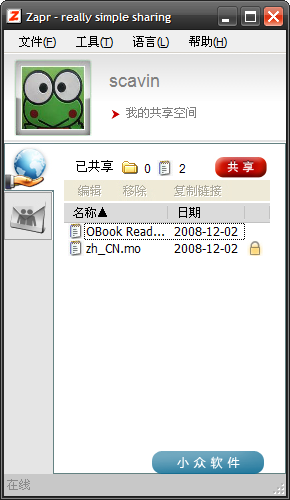 Zapr - really simple sharing
文件(F) 工具(T) 语言(L) 帮助(H)
scavin
我的共享空间
已共享 0 2 共享
编辑 移除 复制链接
名称▲ 日期
OBook Read... 2008-12-02
zh_CN.mo 2008-12-02
小众软件
在线